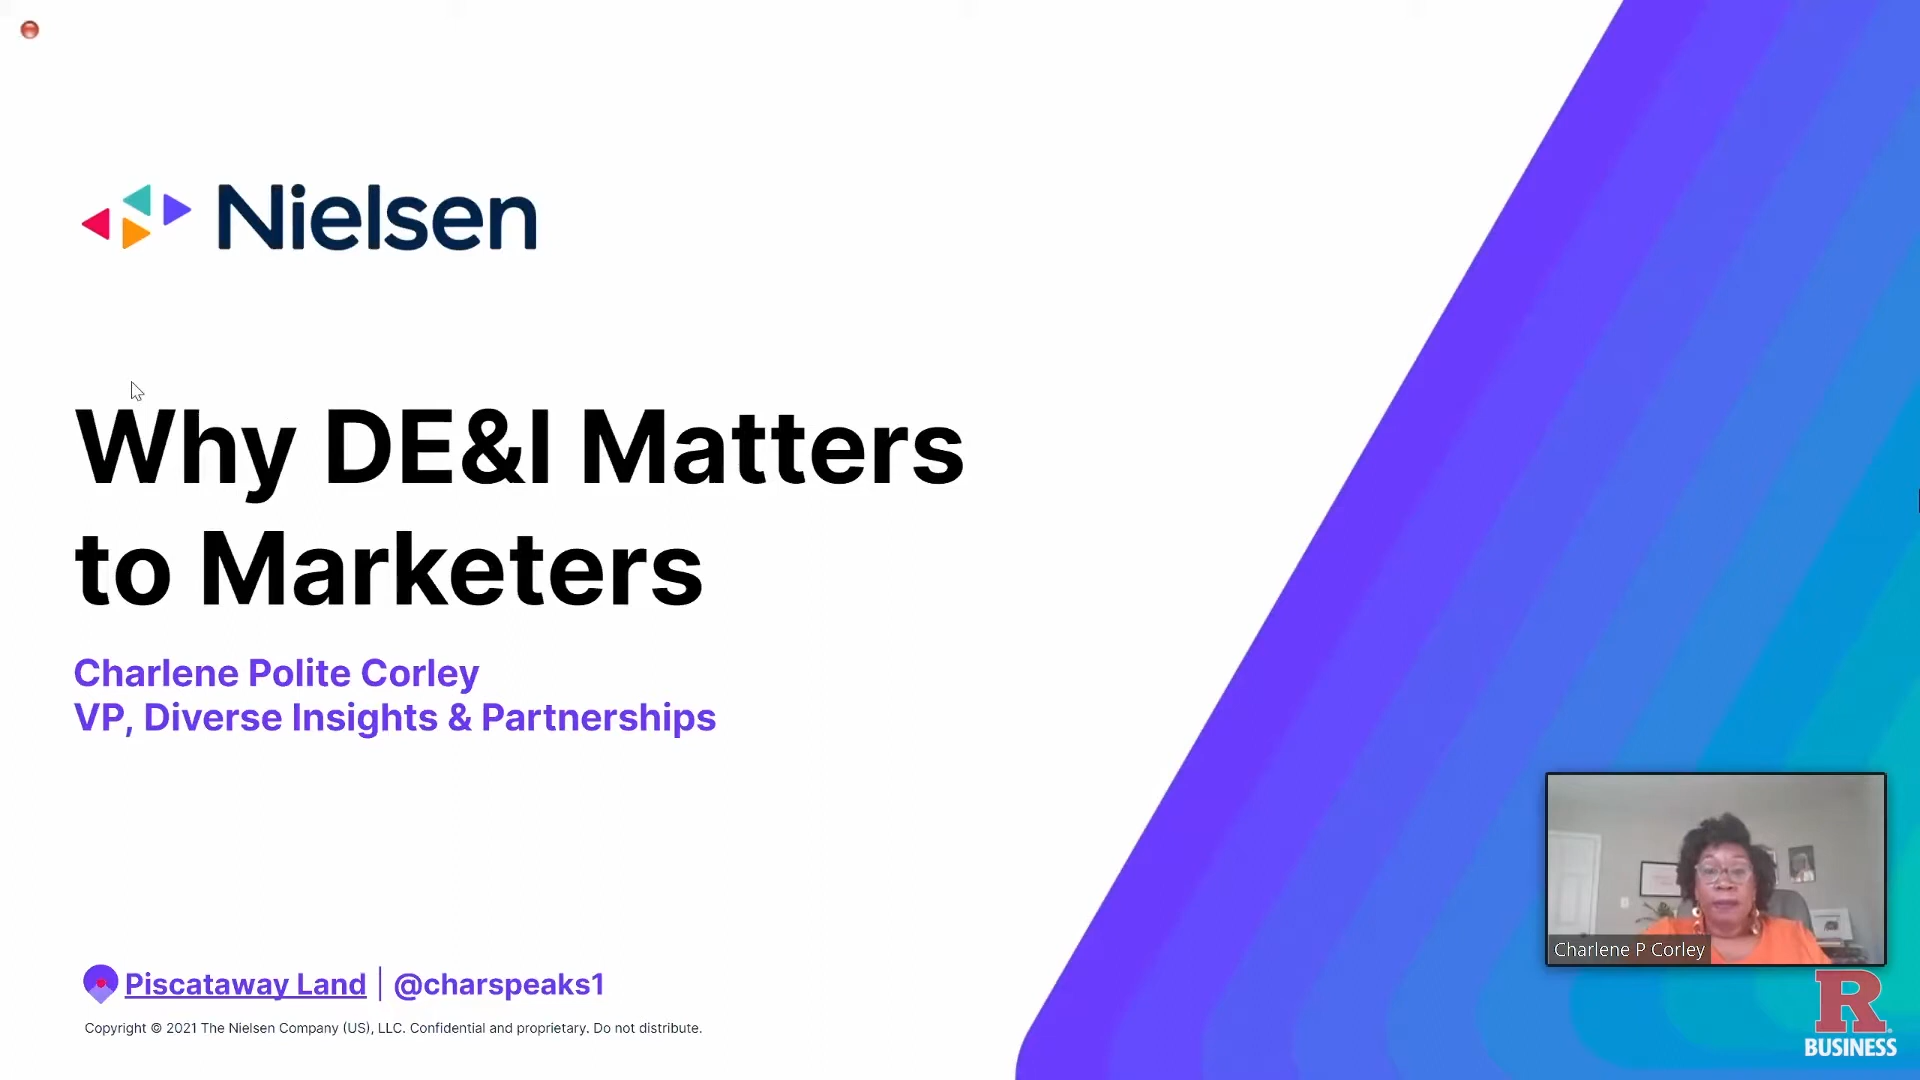 Nielsen
Why DE&I Matters
to Marketers
Charlene Polite Corley
VP, Diverse Insights & Partnerships
Piscataway Land | @charspeaks1
Copyright © 2021 The Nielsen Company (US), LLC. Confidential and proprietary. Do not distribute.
Charlene P Corley
R
BUSINESS